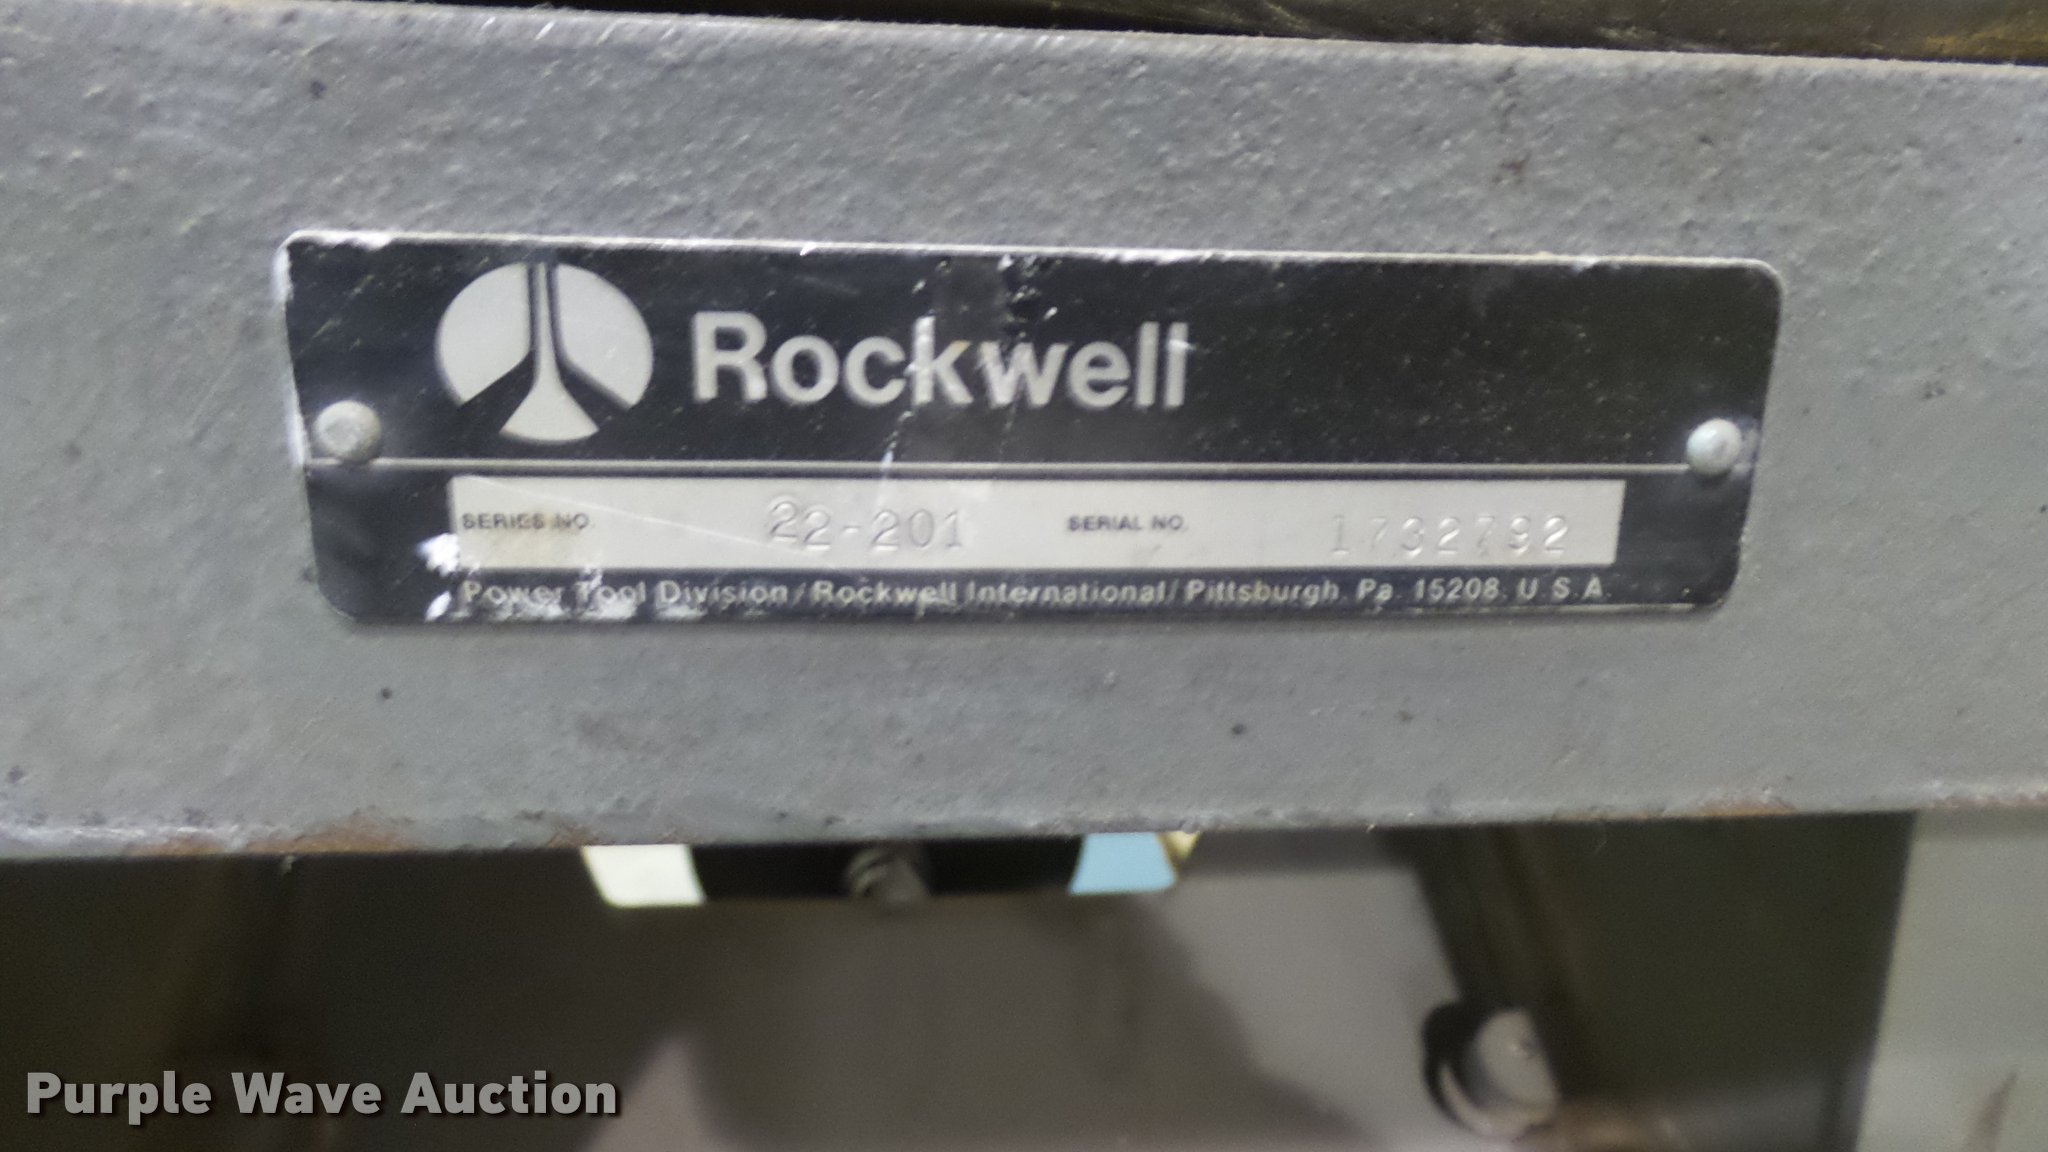 Rockwell
SERIES NO. 22-201 SERIAL NO. 1732792
Power Tool Division/Rockwell International/Pittsburgh, Pa. 15208, U.S.A.
Purple Wave Auction